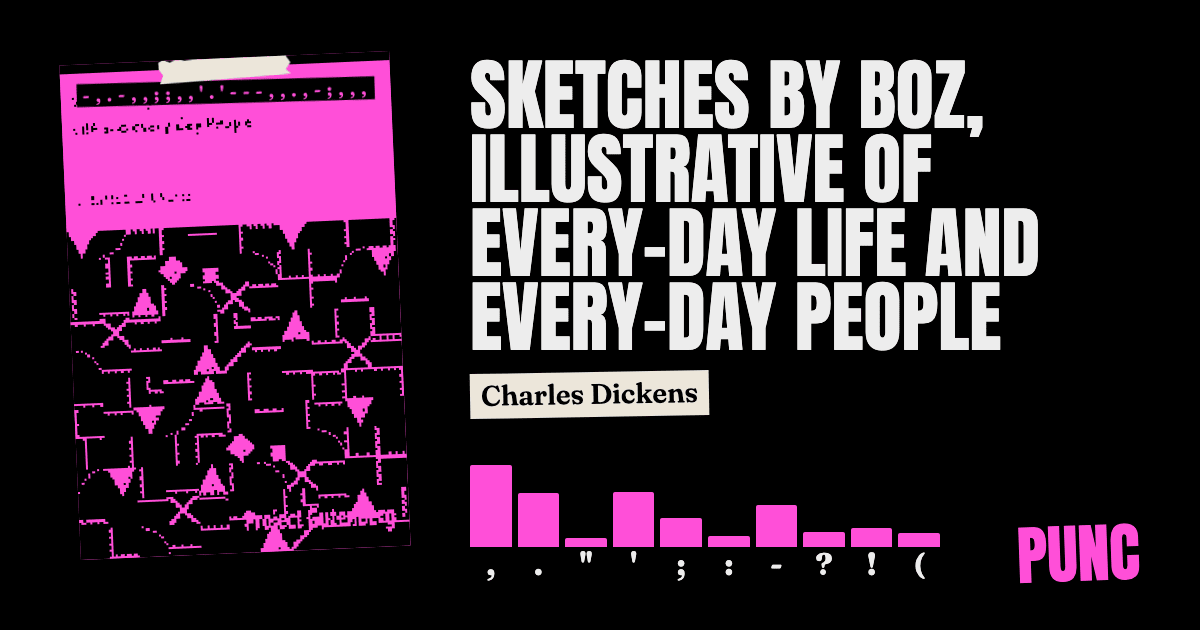 -,.-,,;;,,'.'---,,.,-;,,,
Project Gutenberg
SKETCHES BY BOZ,
ILLUSTRATIVE OF
EVERY-DAY LIFE AND
EVERY-DAY PEOPLE
Charles Dickens
, . " ' ; : - ? ! (
PUNC